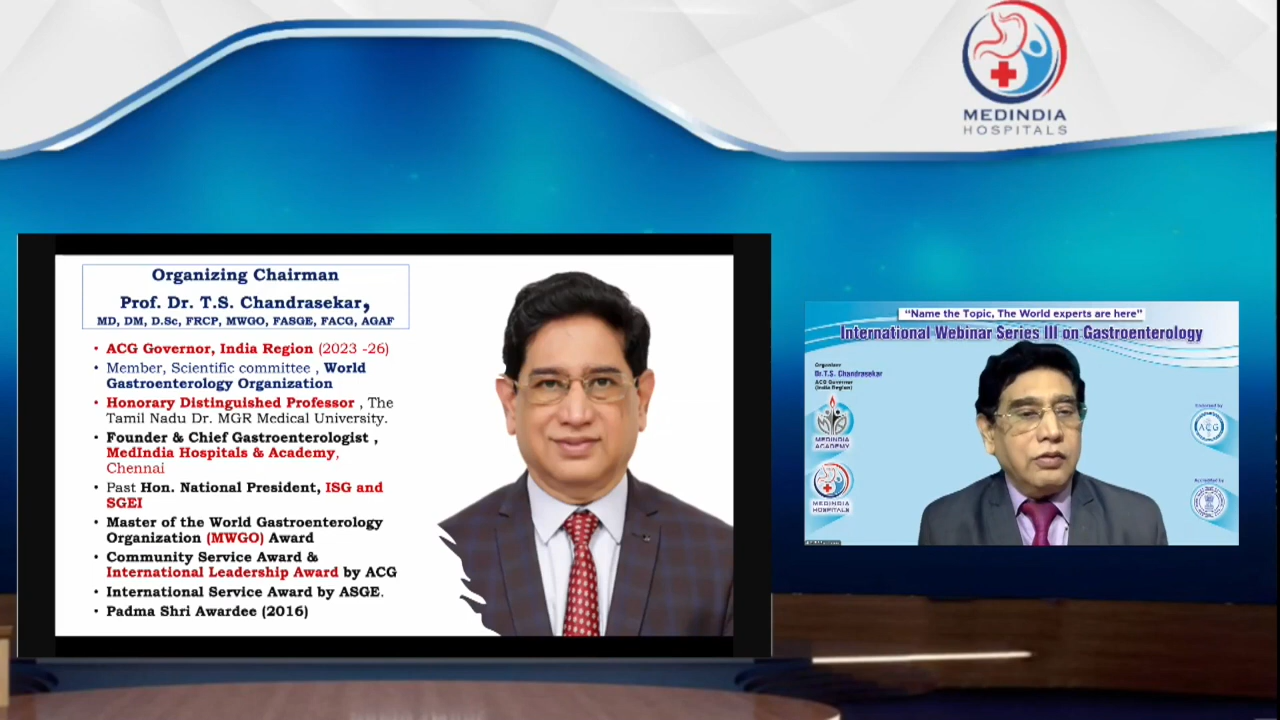 MEDINDIA
HOSPITALS
Organizing Chairman
Prof. Dr. T.S. Chandrasekar,
MD, DM, D.Sc, FRCP, MWGO, FASGE, FACG, AGAF
• ACG Governor, India Region (2023 -26)
• Member, Scientific committee , World
Gastroenterology Organization
• Honorary Distinguished Professor , The
Tamil Nadu Dr. MGR Medical University.
• Founder & Chief Gastroenterologist ,
MedIndia Hospitals & Academy,
Chennai
• Past Hon. National President, ISG and
SGEI
• Master of the World Gastroenterology
Organization (MWGO) Award
• Community Service Award &
International Leadership Award by ACG
• International Service Award by ASGE.
• Padma Shri Awardee (2016)
“Name the Topic, The World experts are here”
International Webinar Series III on Gastroenterology
Organizer
Dr.T.S. Chandrasekar
ACG Governor
(India Region)
MEDINDIA
ACADEMY
MEDINDIA
HOSPITALS
Endorsed by
ACG
Accredited by